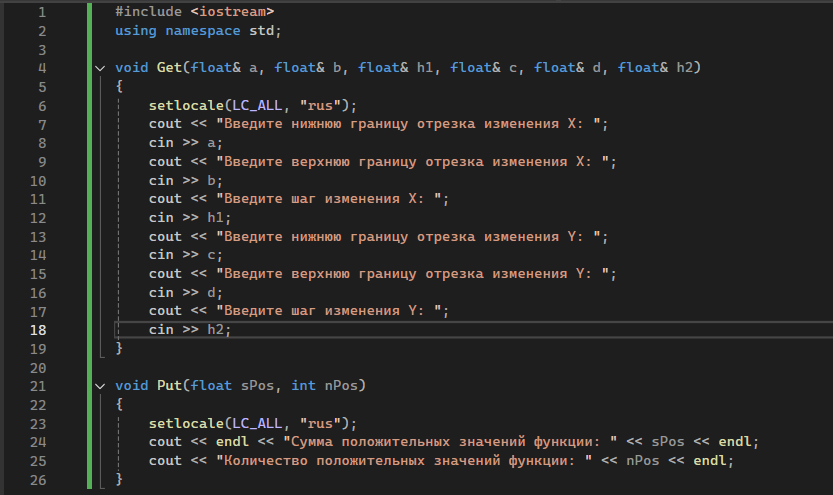 1 #include <iostream>
2 using namespace std;
3
4 void Get(float& a, float& b, float& h1, float& c, float& d, float& h2)
5 {
6 setlocale(LC_ALL, "rus");
7 cout << "Введите нижнюю границу отрезка изменения X: ";
8 cin >> a;
9 cout << "Введите верхнюю границу отрезка изменения X: ";
10 cin >> b;
11 cout << "Введите шаг изменения X: ";
12 cin >> h1;
13 cout << "Введите нижнюю границу отрезка изменения Y: ";
14 cin >> c;
15 cout << "Введите верхнюю границу отрезка изменения Y: ";
16 cin >> d;
17 cout << "Введите шаг изменения Y: ";
18 cin >> h2;
19 }
20
21 void Put(float sPos, int nPos)
22 {
23 setlocale(LC_ALL, "rus");
24 cout << endl << "Сумма положительных значений функции: " << sPos << endl;
25 cout << "Количество положительных значений функции: " << nPos << endl;
26 }